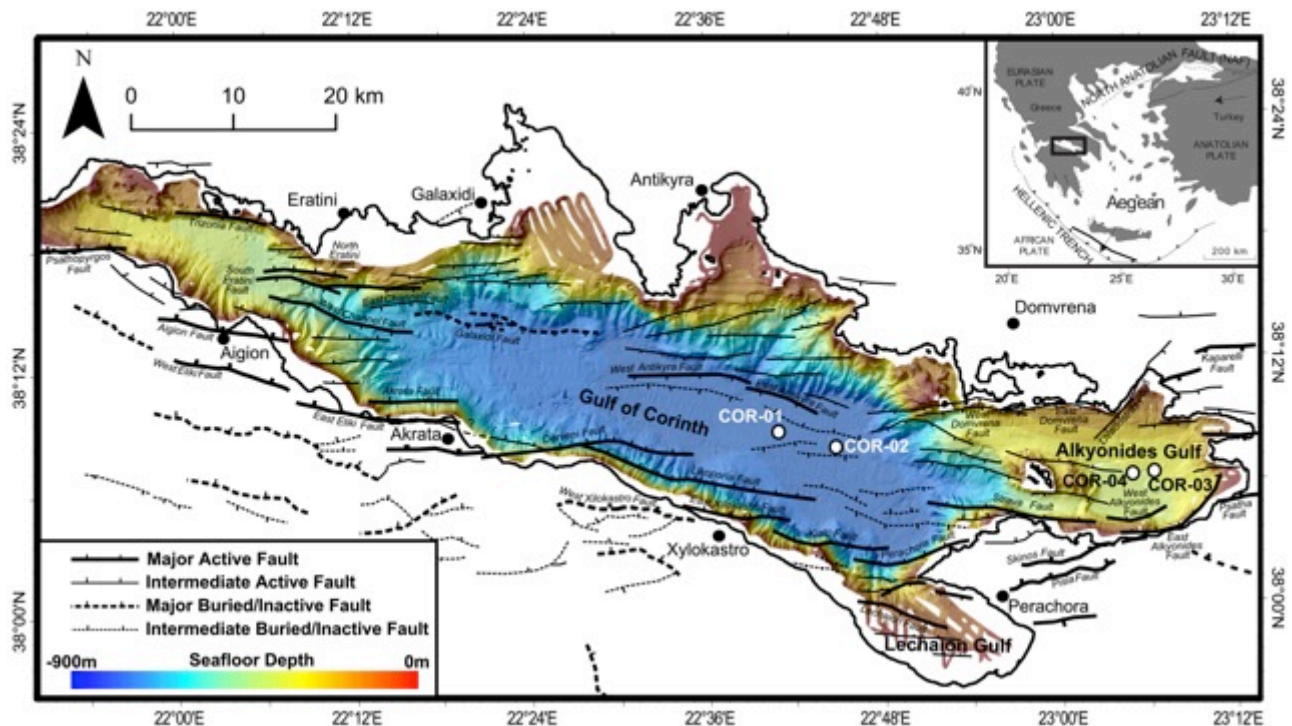 22°00'E 22°12'E 22°24'E 22°36'E 22°48'E 23°00'E 23°12'E
N
0 10 20 km
38°24'N
38°12'N
38°00'N
38°24'N
38°12'N
38°00'N
EURASIAN
PLATE
NORTH ANATOLIAN FAULT (NAF)
40°N
Greece
Turkey
ANATOLIAN
PLATE
HELLENIC TRENCH
Aegean
35°N
AFRICAN
PLATE
200 km
20°E 25°E 30°E
Eratini
Galaxidi
Antikyra
Domvrena
Trizonia Fault
Psathopyrgos
Fault
North
Eratini
South
Eratini
Fault
Galaxidi Fault
Aigion Fault
Aigion
West Eliki Fault
East Eliki Fault
Akrata Fault
Akrata
Derveni Fault
West Antikyra Fault
Gulf of Corinth
COR-01
COR-02
Likoporia Fault
West Xilokastro Fault
Xylokastro
Perachora Fault
West
Domvrena
Fault
East
Domvrena
Fault
Kaparelli
Fault
Alkyonides Gulf
COR-04
COR-03
West
Alkyonides
Fault
Strava Fault
Psatha
Fault
East
Alkyonides
Fault
Skinos Fault
Pisia Fault
Perachora
Lechaion Gulf
Major Active Fault
Intermediate Active Fault
Major Buried/Inactive Fault
Intermediate Buried/Inactive Fault
-900m Seafloor Depth 0m
22°00'E 22°12'E 22°24'E 22°36'E 22°48'E 23°00'E 23°12'E